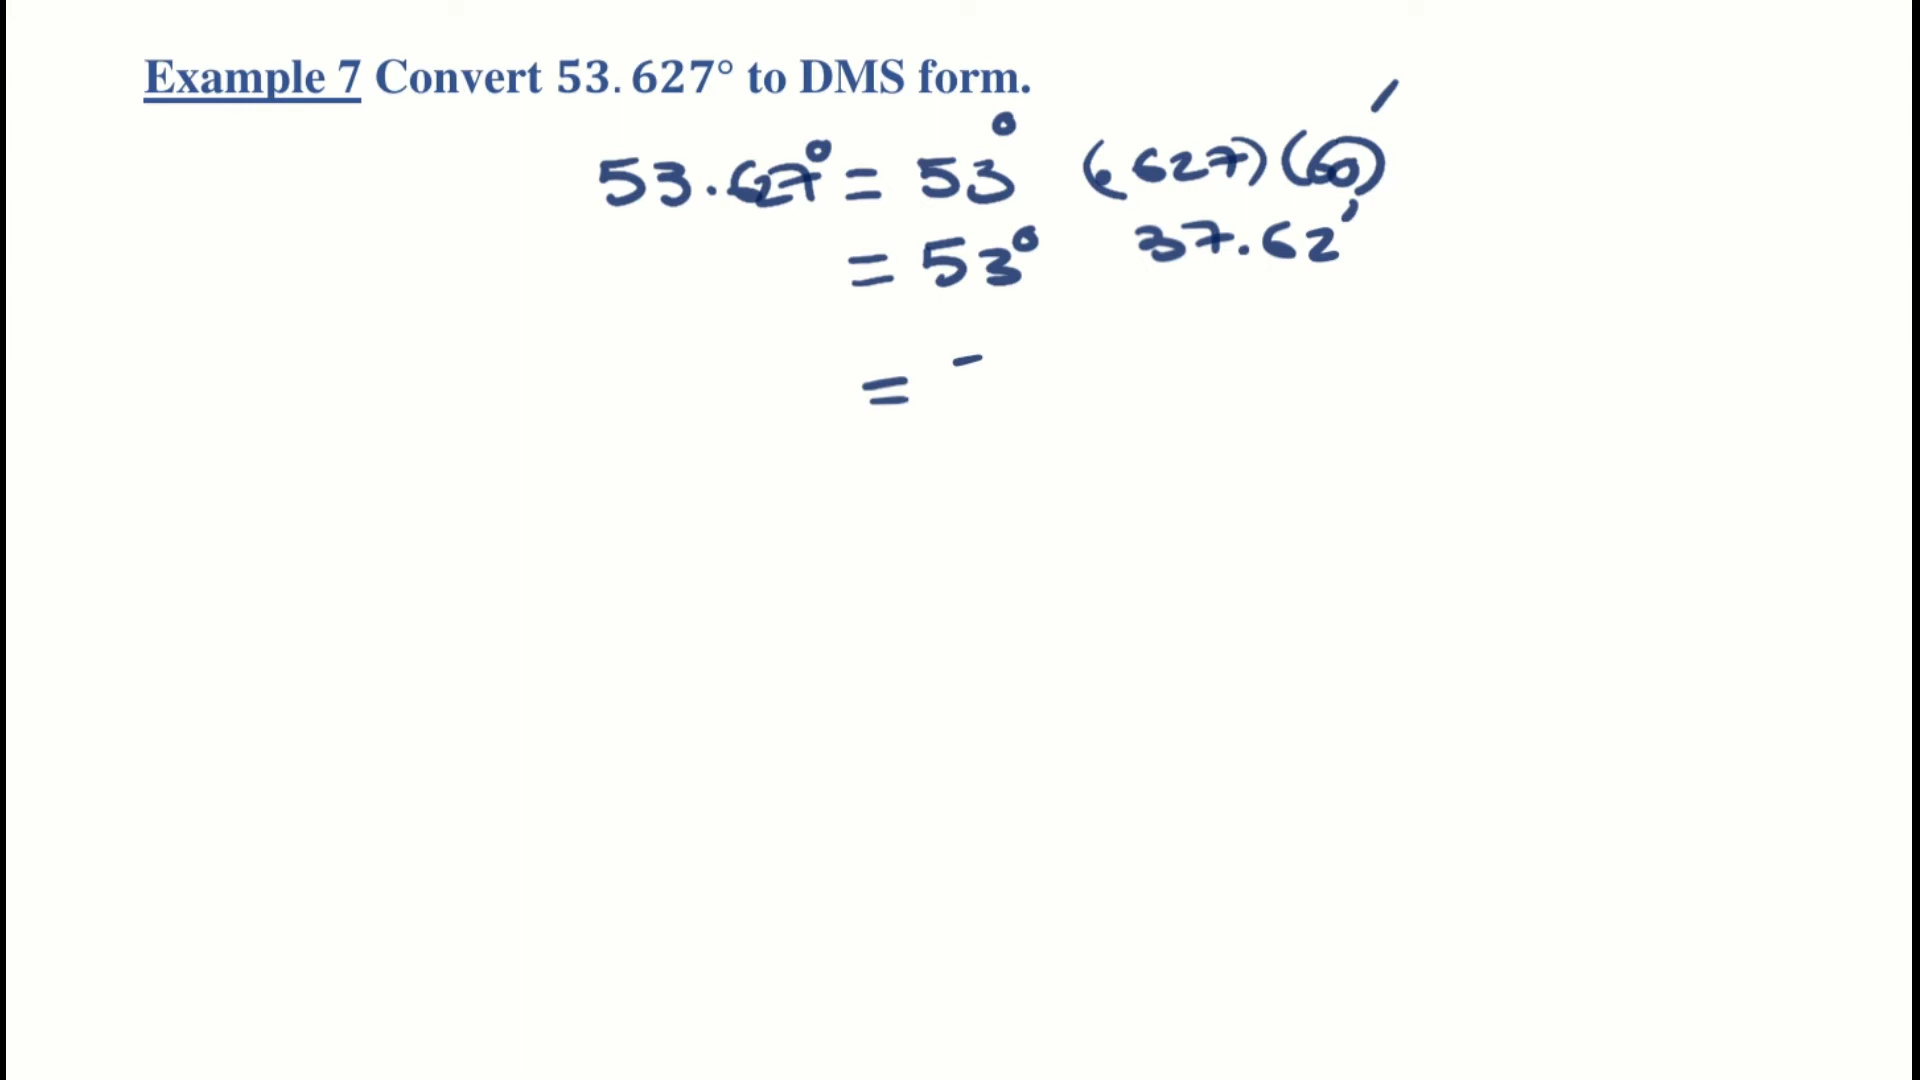 Example 7 Convert 53.627° to DMS form.
53.627° = 53° (.627)(60)′
= 53° 37.62′
= -